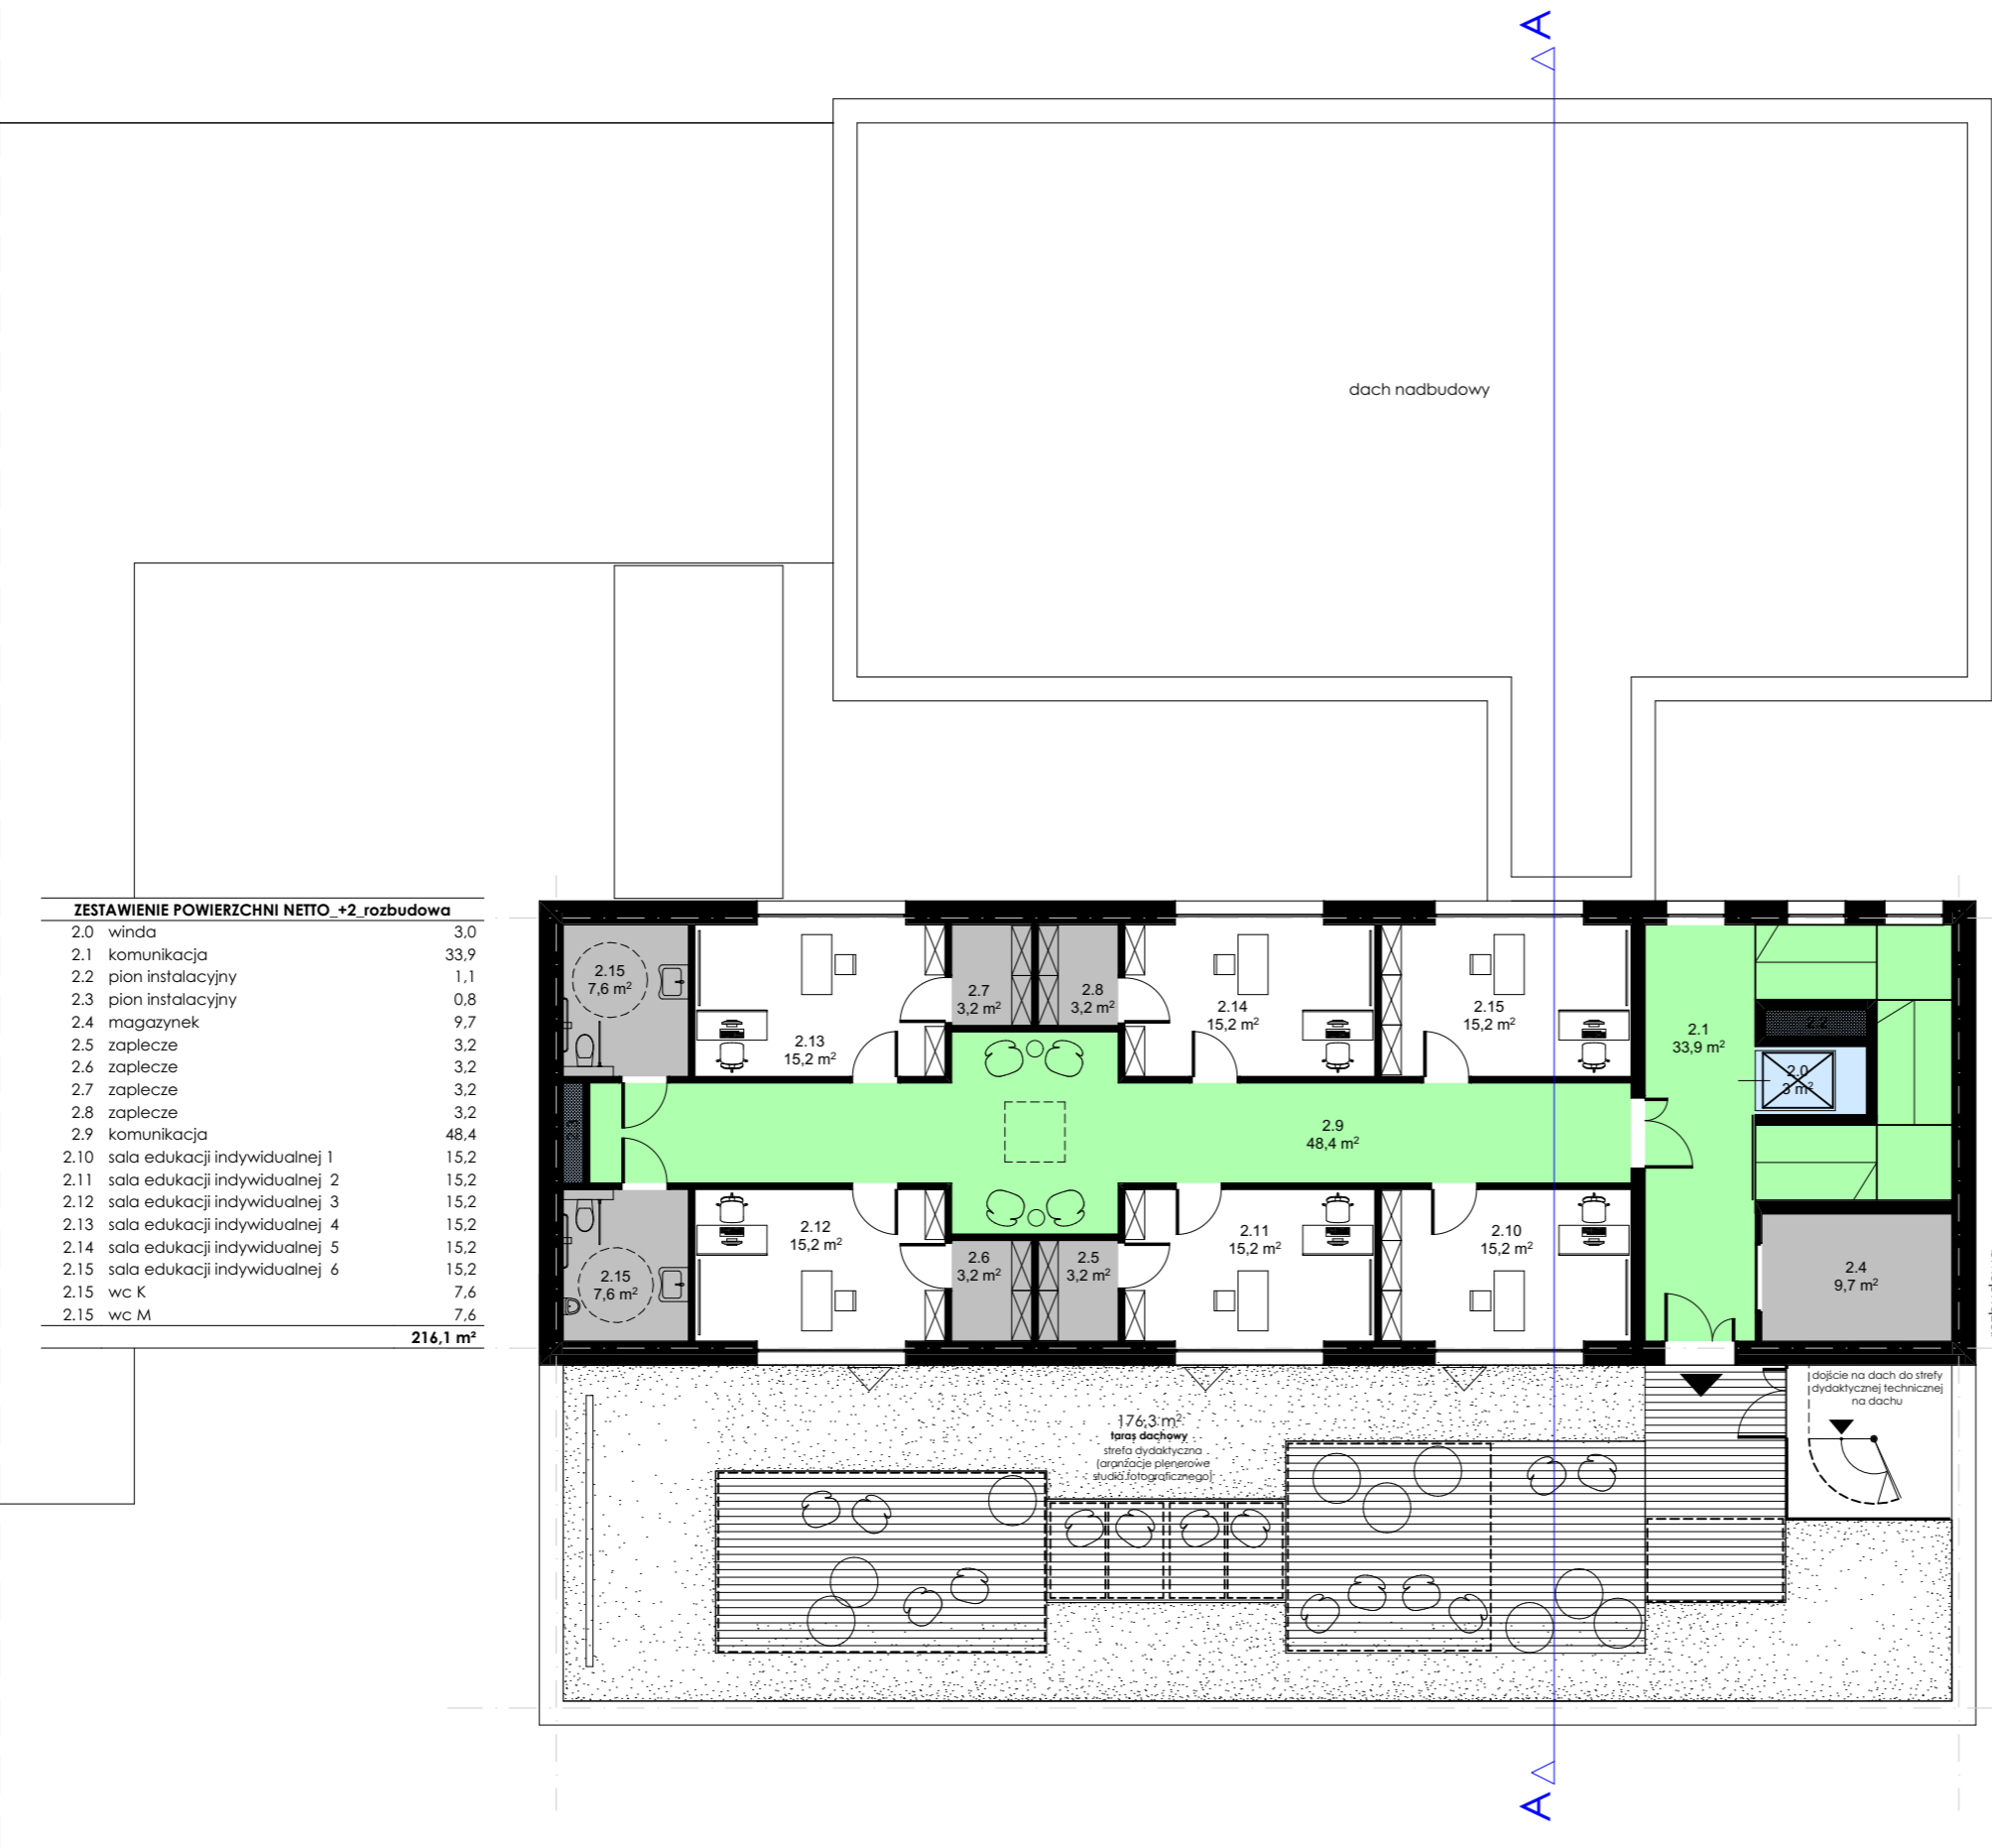 A
dach nadbudowy
ZESTAWIENIE POWIERZCHNI NETTO_+2_rozbudowa
2.0 winda 3,0
2.1 komunikacja 33,9
2.2 pion instalacyjny 1,1
2.3 pion instalacyjny 0,8
2.4 magazynek 9,7
2.5 zaplecze 3,2
2.6 zaplecze 3,2
2.7 zaplecze 3,2
2.8 zaplecze 3,2
2.9 komunikacja 48,4
2.10 sala edukacji indywidualnej 1 15,2
2.11 sala edukacji indywidualnej 2 15,2
2.12 sala edukacji indywidualnej 3 15,2
2.13 sala edukacji indywidualnej 4 15,2
2.14 sala edukacji indywidualnej 5 15,2
2.15 sala edukacji indywidualnej 6 15,2
2.15 wc K 7,6
2.15 wc M 7,6
216,1 m²
2.15
7,6 m²
2.13
15,2 m²
2.7
3,2 m²
2.8
3,2 m²
2.14
15,2 m²
2.15
15,2 m²
2.1
33,9 m²
2.2
2.0
3 m²
2.3
2.9
48,4 m²
2.15
7,6 m²
2.12
15,2 m²
2.6
3,2 m²
2.5
3,2 m²
2.11
15,2 m²
2.10
15,2 m²
2.4
9,7 m²
dojście na dach do strefy
dydaktycznej technicznej
na dachu
176,3 m²
taras dachowy
strefa dydaktyczna
(aranżacje plenerowe
studia fotograficznego)
A